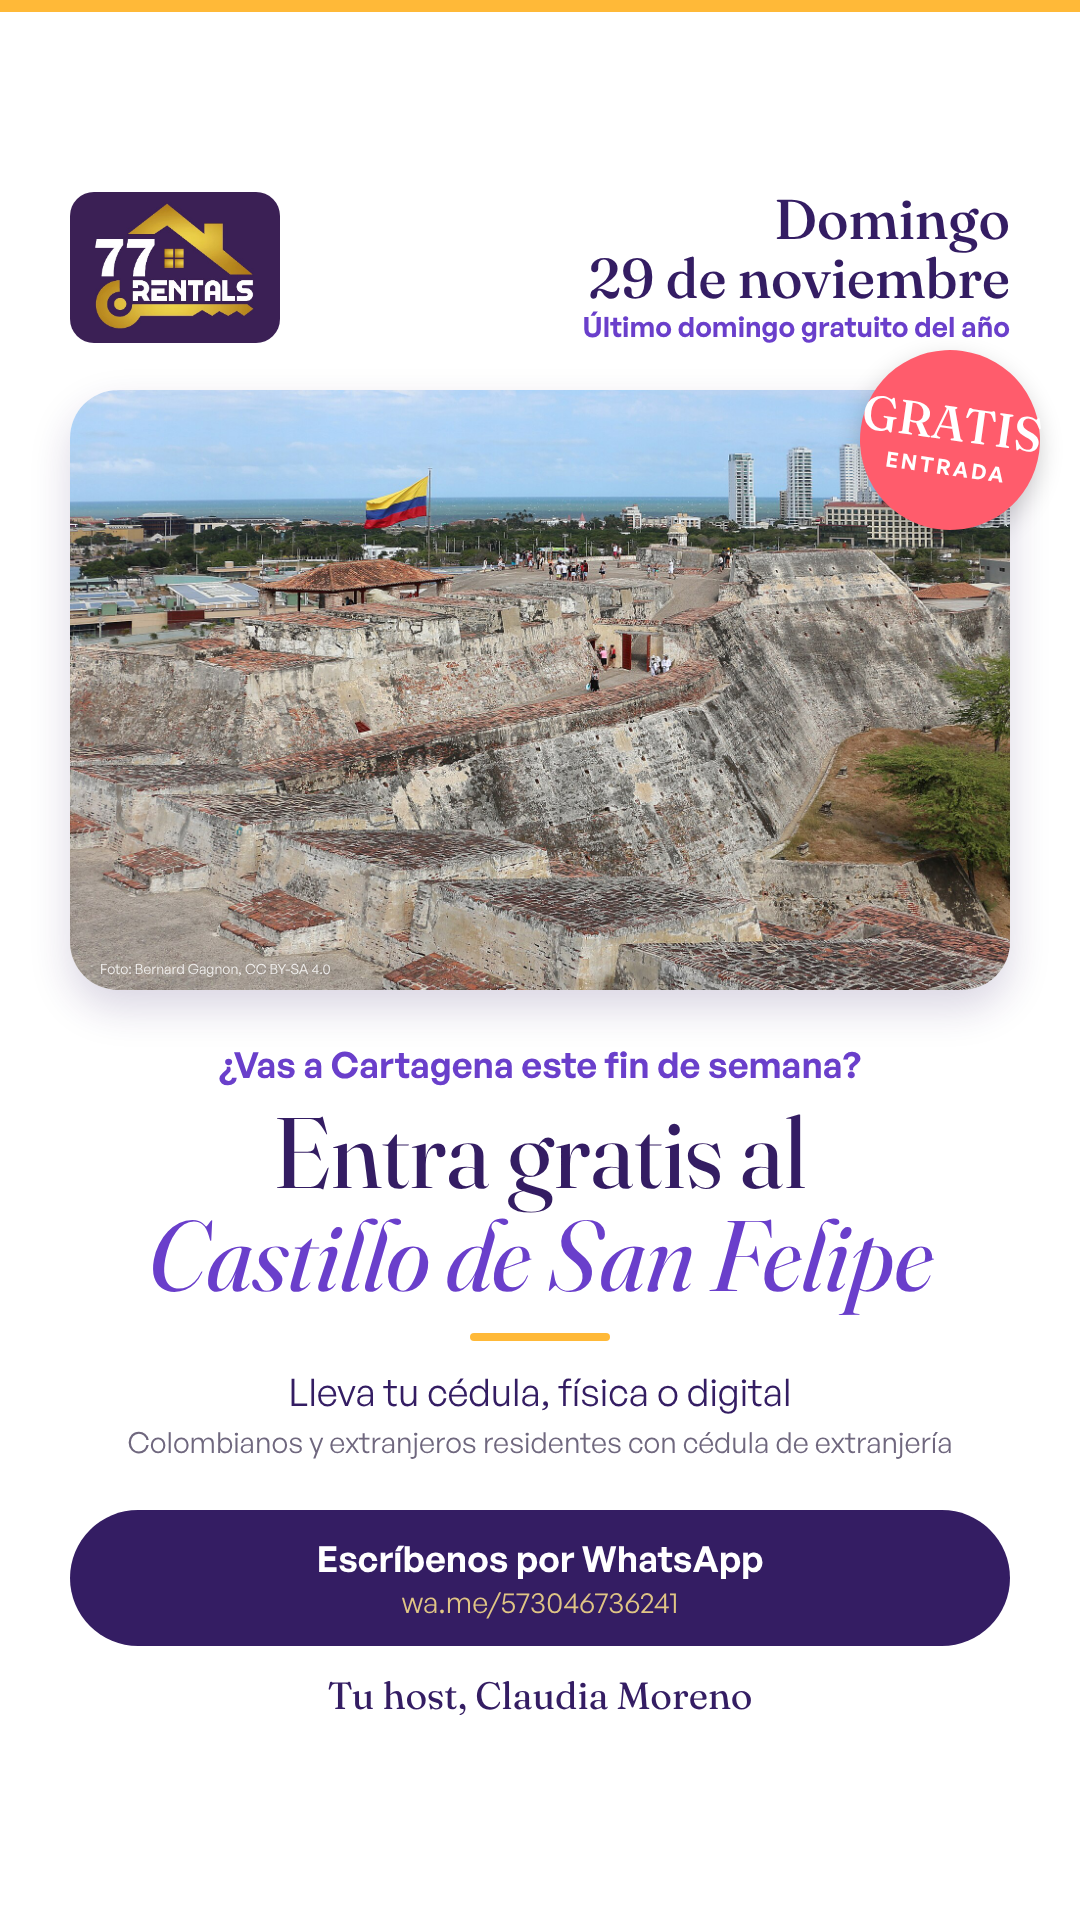 77
RENTALS
Domingo
29 de noviembre
Último domingo gratuito del año
GRATIS
ENTRADA
Foto: Bernard Gagnon, CC BY-SA 4.0
¿Vas a Cartagena este fin de semana?
Entra gratis al
Castillo de San Felipe
Lleva tu cédula, física o digital
Colombianos y extranjeros residentes con cédula de extranjería
Escríbenos por WhatsApp
wa.me/573046736241
Tu host, Claudia Moreno